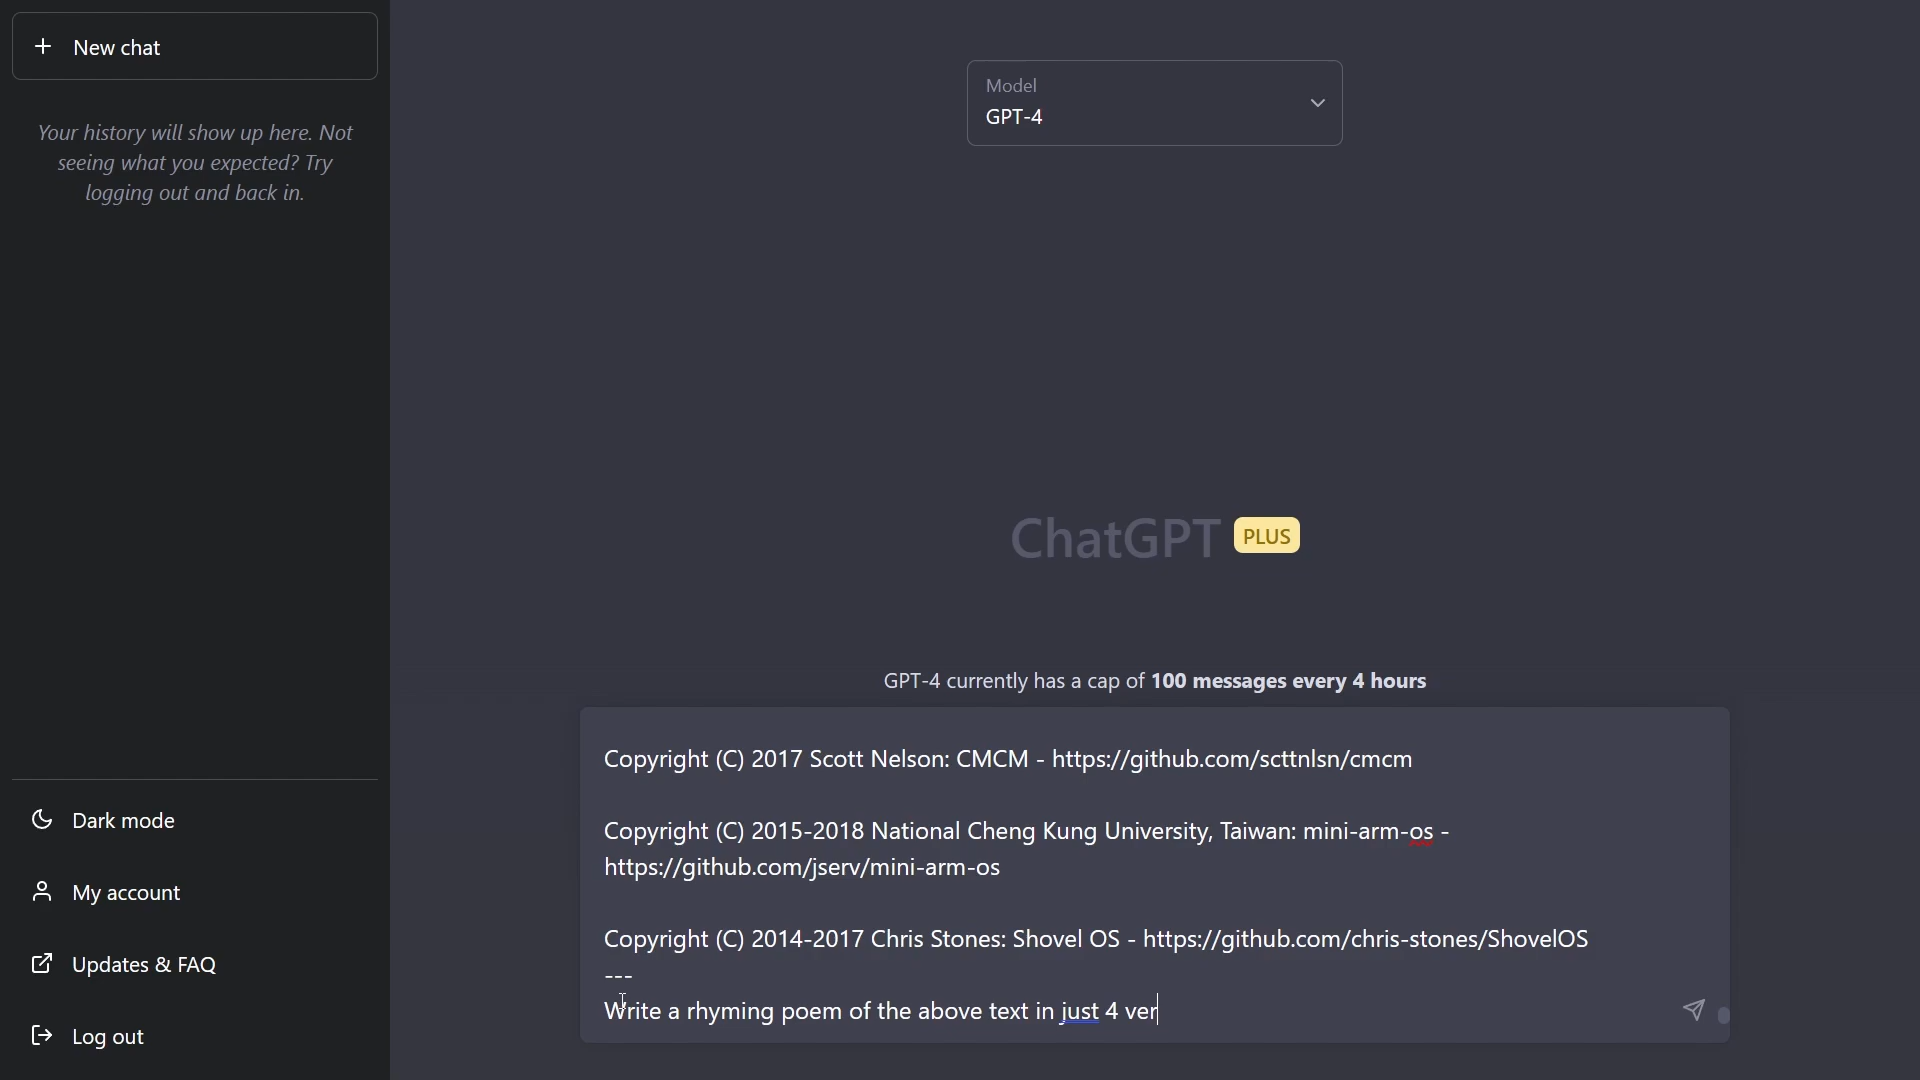 New chat
Your history will show up here. Not
seeing what you expected? Try
logging out and back in.
Dark mode
My account
Updates & FAQ
Log out
Model
GPT-4
ChatGPT PLUS
GPT-4 currently has a cap of 100 messages every 4 hours
Copyright (C) 2017 Scott Nelson: CMCM - https://github.com/scttnlsn/cmcm
Copyright (C) 2015-2018 National Cheng Kung University, Taiwan: mini-arm-os -
https://github.com/jserv/mini-arm-os
Copyright (C) 2014-2017 Chris Stones: Shovel OS - https://github.com/chris-stones/ShovelOS
---
Write a rhyming poem of the above text in just 4 ver